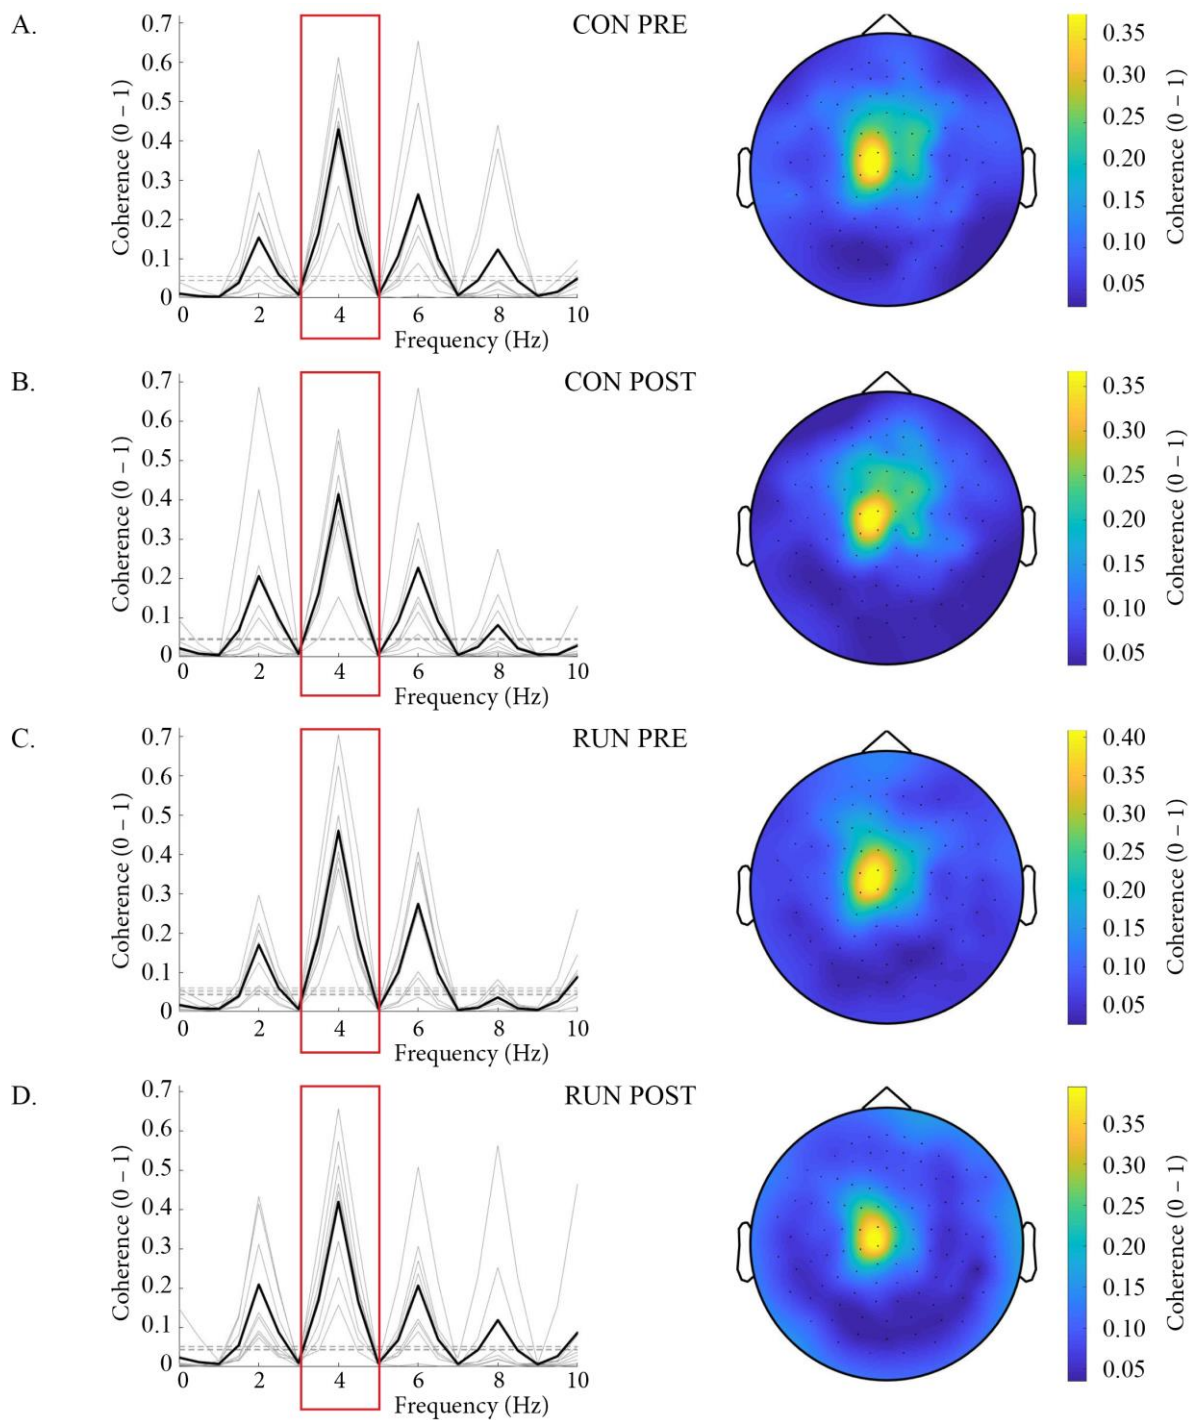 A.
CON PRE
Coherence (0 – 1)
0.7
0.6
0.5
0.4
0.3
0.2
0.1
0
0 2 4 6 8 10
Frequency (Hz)
0.35
0.30
0.25
0.20
0.15
0.10
0.05
Coherence (0 – 1)
B.
CON POST
Coherence (0 – 1)
0.7
0.6
0.5
0.4
0.3
0.2
0.1
0
0 2 4 6 8 10
Frequency (Hz)
0.35
0.30
0.25
0.20
0.15
0.10
0.05
Coherence (0 – 1)
C.
RUN PRE
Coherence (0 – 1)
0.7
0.6
0.5
0.4
0.3
0.2
0.1
0
0 2 4 6 8 10
Frequency (Hz)
0.40
0.35
0.30
0.25
0.20
0.15
0.10
0.05
Coherence (0 – 1)
D.
RUN POST
Coherence (0 – 1)
0.7
0.6
0.5
0.4
0.3
0.2
0.1
0
0 2 4 6 8 10
Frequency (Hz)
0.35
0.30
0.25
0.20
0.15
0.10
0.05
Coherence (0 – 1)